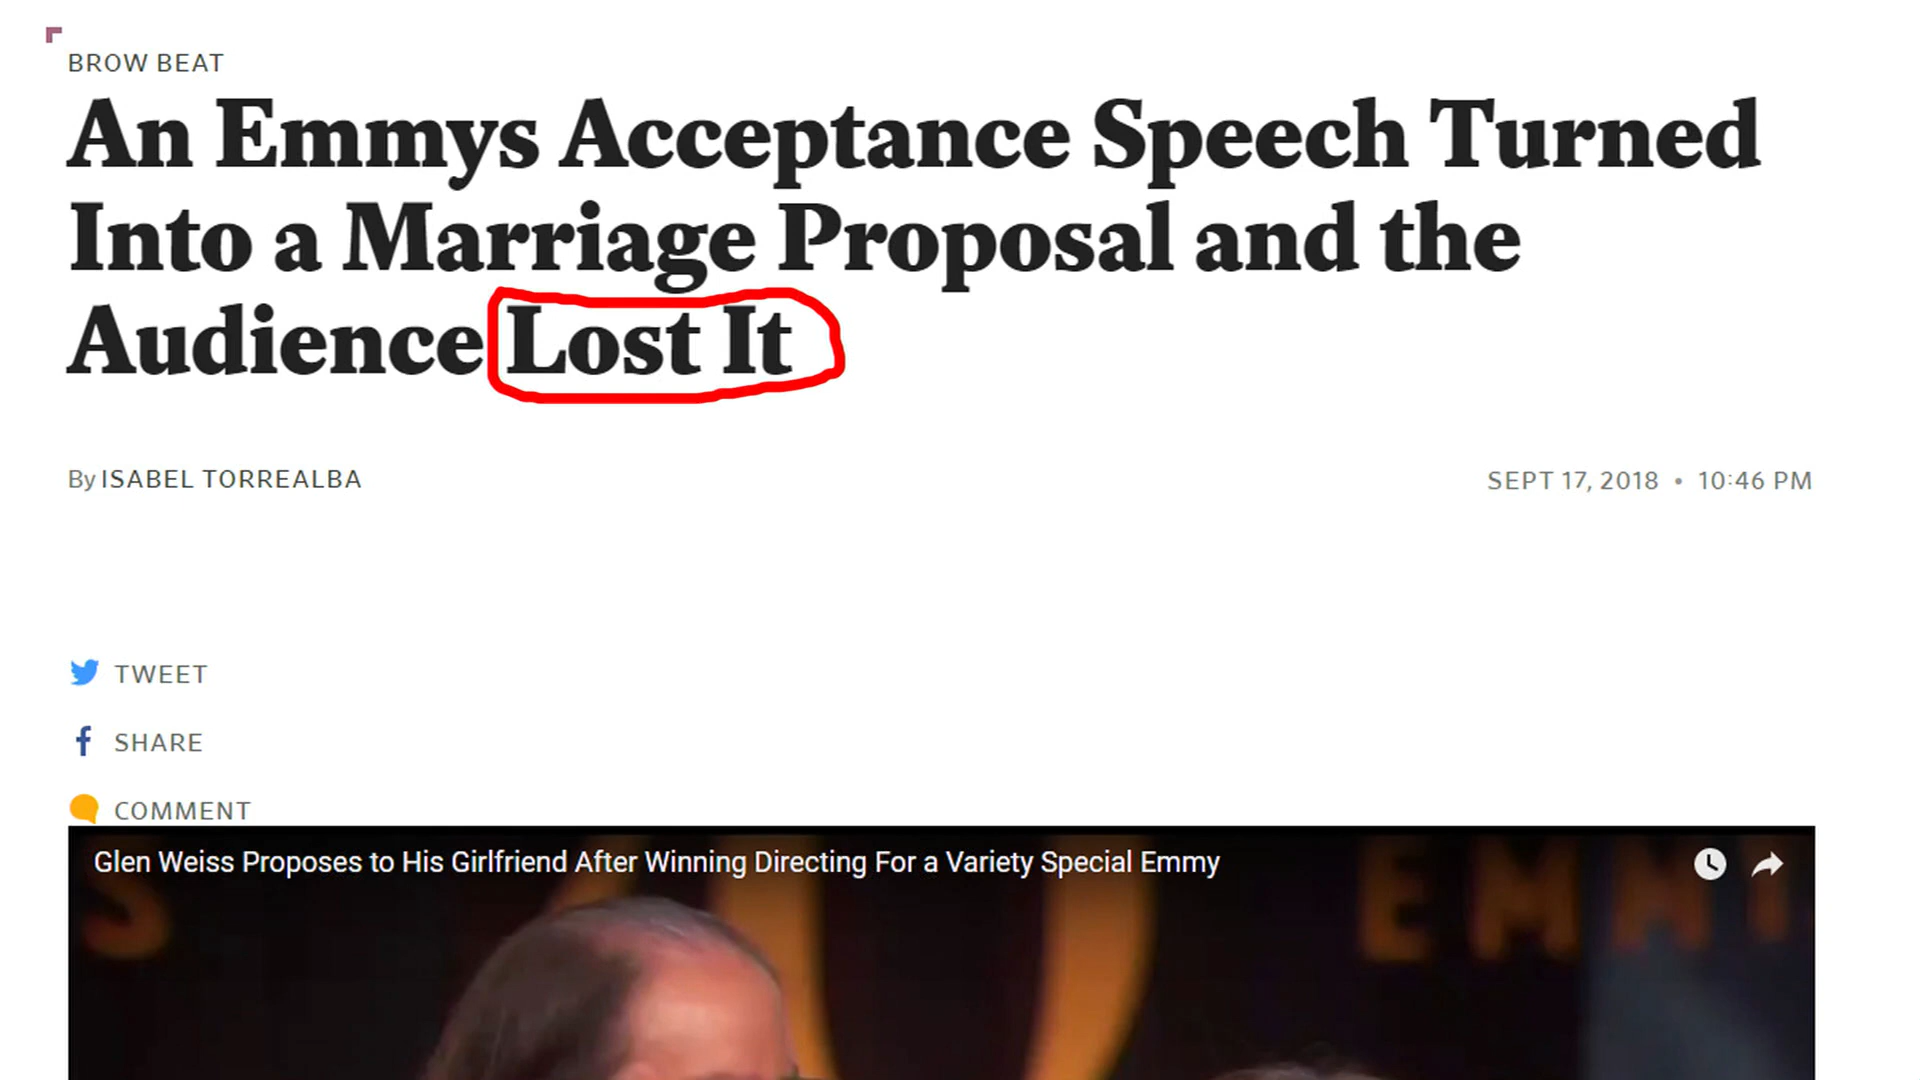 BROW BEAT
An Emmys Acceptance Speech Turned
Into a Marriage Proposal and the
Audience Lost It
By ISABEL TORREALBA
SEPT 17, 2018 • 10:46 PM
TWEET
SHARE
COMMENT
Glen Weiss Proposes to His Girlfriend After Winning Directing For a Variety Special Emmy
S
EMMY